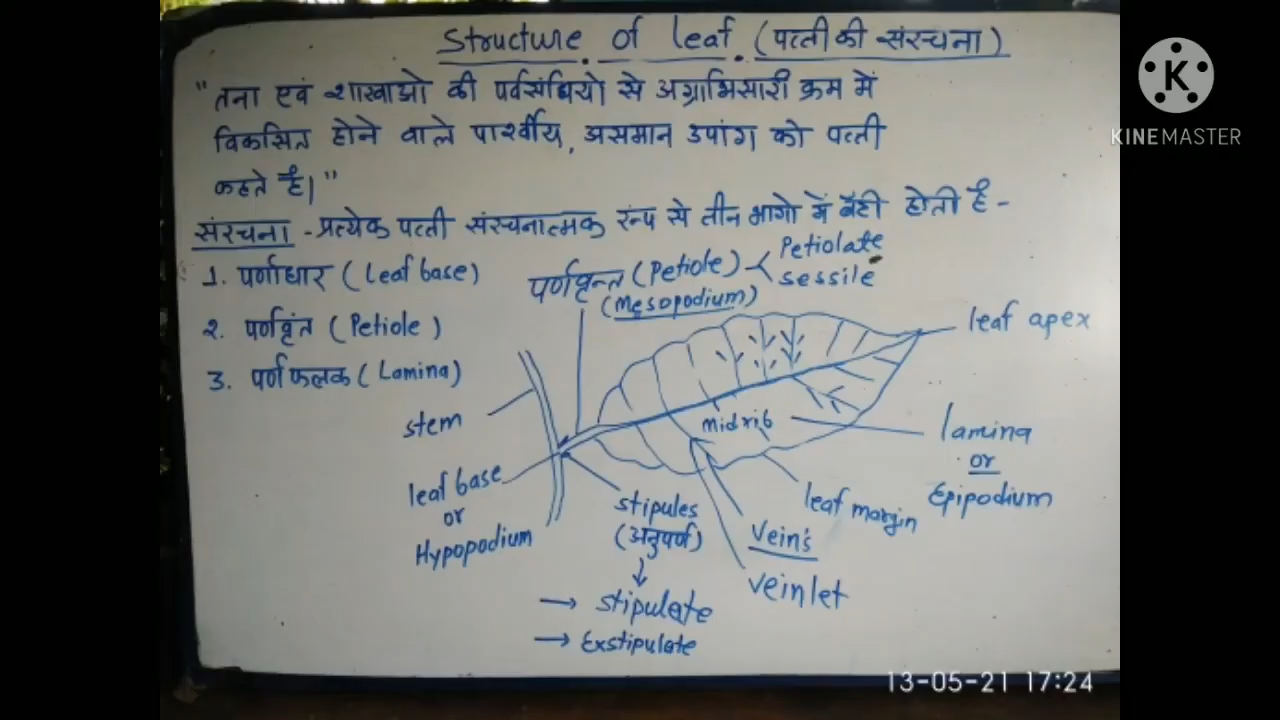 Structure of leaf. (पत्ती की संरचना)
"तना एवं शाखाओ की पर्वसंधियो से अग्राभिसारी क्रम में
विकसित होने वाले पार्श्वीय, असमान उपांग को पत्ती
कहते है।"
संरचना - प्रत्येक पत्ती संरचनात्मक रुप से तीन भागो में बँटी होती है -
1. पर्णाधार (Leaf base)
पर्णवृन्त (Petiole)
Petiolate
sessile
(Mesopodium)
२. पर्णवृंत (Petiole)
3. पर्ण फलक (Lamina)
leaf apex
stem
midrib
lamina
or
Epipodium
leaf base
or
Hypopodium
stipules
(अनुपर्ण)
leaf margin
Vein's
veinlet
→ stipulate
→ Exstipulate
K
KINEMASTER
13-05-21 17:24